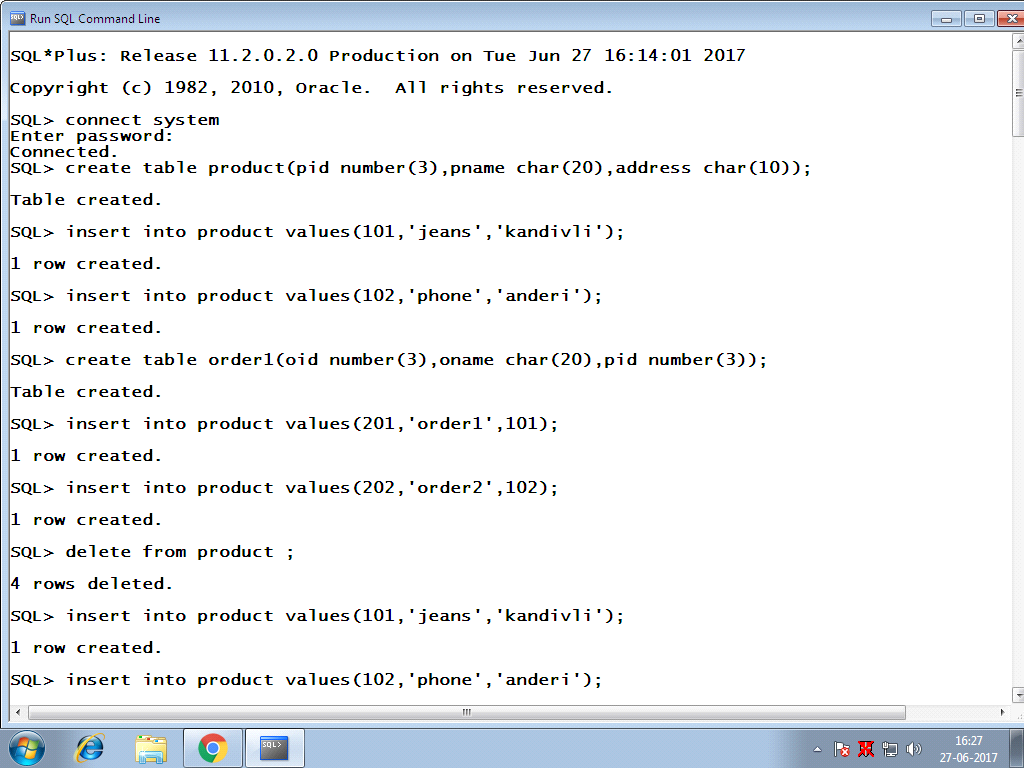 Run SQL Command Line
SQL*Plus: Release 11.2.0.2.0 Production on Tue Jun 27 16:14:01 2017
Copyright (c) 1982, 2010, Oracle.  All rights reserved.
SQL> connect system
Enter password:
Connected.
SQL> create table product(pid number(3),pname char(20),address char(10));
Table created.
SQL> insert into product values(101,'jeans','kandivli');
1 row created.
SQL> insert into product values(102,'phone','anderi');
1 row created.
SQL> create table order1(oid number(3),oname char(20),pid number(3));
Table created.
SQL> insert into product values(201,'order1',101);
1 row created.
SQL> insert into product values(202,'order2',102);
1 row created.
SQL> delete from product ;
4 rows deleted.
SQL> insert into product values(101,'jeans','kandivli');
1 row created.
SQL> insert into product values(102,'phone','anderi');
SQL>
16:27
27-06-2017